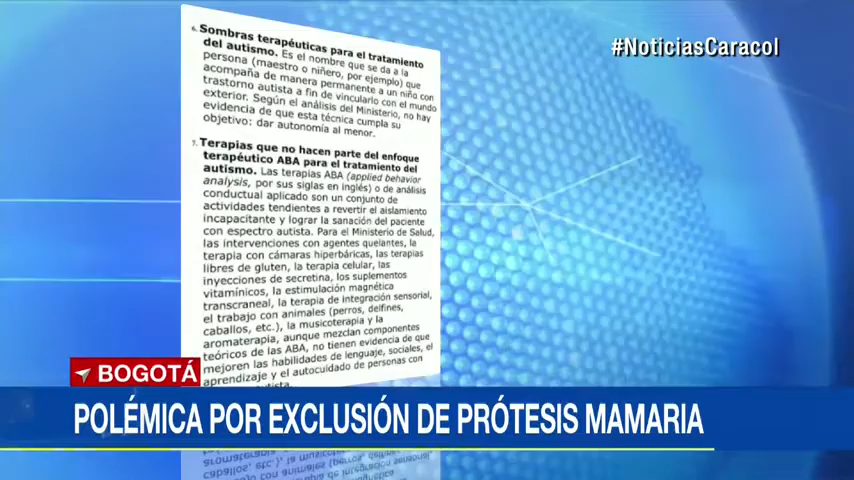 #NoticiasCaracol
6. Sombras terapéuticas para el tratamiento
del autismo. Es el nombre que se da a la
persona (maestro o niñero, por ejemplo) que
acompaña de manera permanente a un niño con
trastorno autista a fin de vincularlo con el mundo
exterior. Según el análisis del Ministerio, no hay
evidencia de que esta técnica cumpla su
objetivo: dar autonomía al menor.
7. Terapias que no hacen parte del enfoque
terapéutico ABA para el tratamiento del
autismo. Las terapias ABA (applied behavior
analysis, por sus siglas en inglés) o de análisis
conductual aplicado son un conjunto de
actividades tendientes a revertir el aislamiento
incapacitante y lograr la sanación del paciente
con espectro autista. Para el Ministerio de Salud,
las intervenciones con agentes quelantes, la
terapia con cámaras hiperbáricas, las terapias
libres de gluten, la terapia celular, las
inyecciones de secretina, los suplementos
vitamínicos, la estimulación magnética
transcraneal, la terapia de integración sensorial,
el trabajo con animales (perros, delfines,
caballos, etc.), la musicoterapia y la
aromaterapia, aunque mezclan componentes
teóricos de las ABA, no tienen evidencia de que
mejoren las habilidades de lenguaje, sociales, el
aprendizaje y el autocuidado de personas con
BOGOTÁ
POLÉMICA POR EXCLUSIÓN DE PRÓTESIS MAMARIA